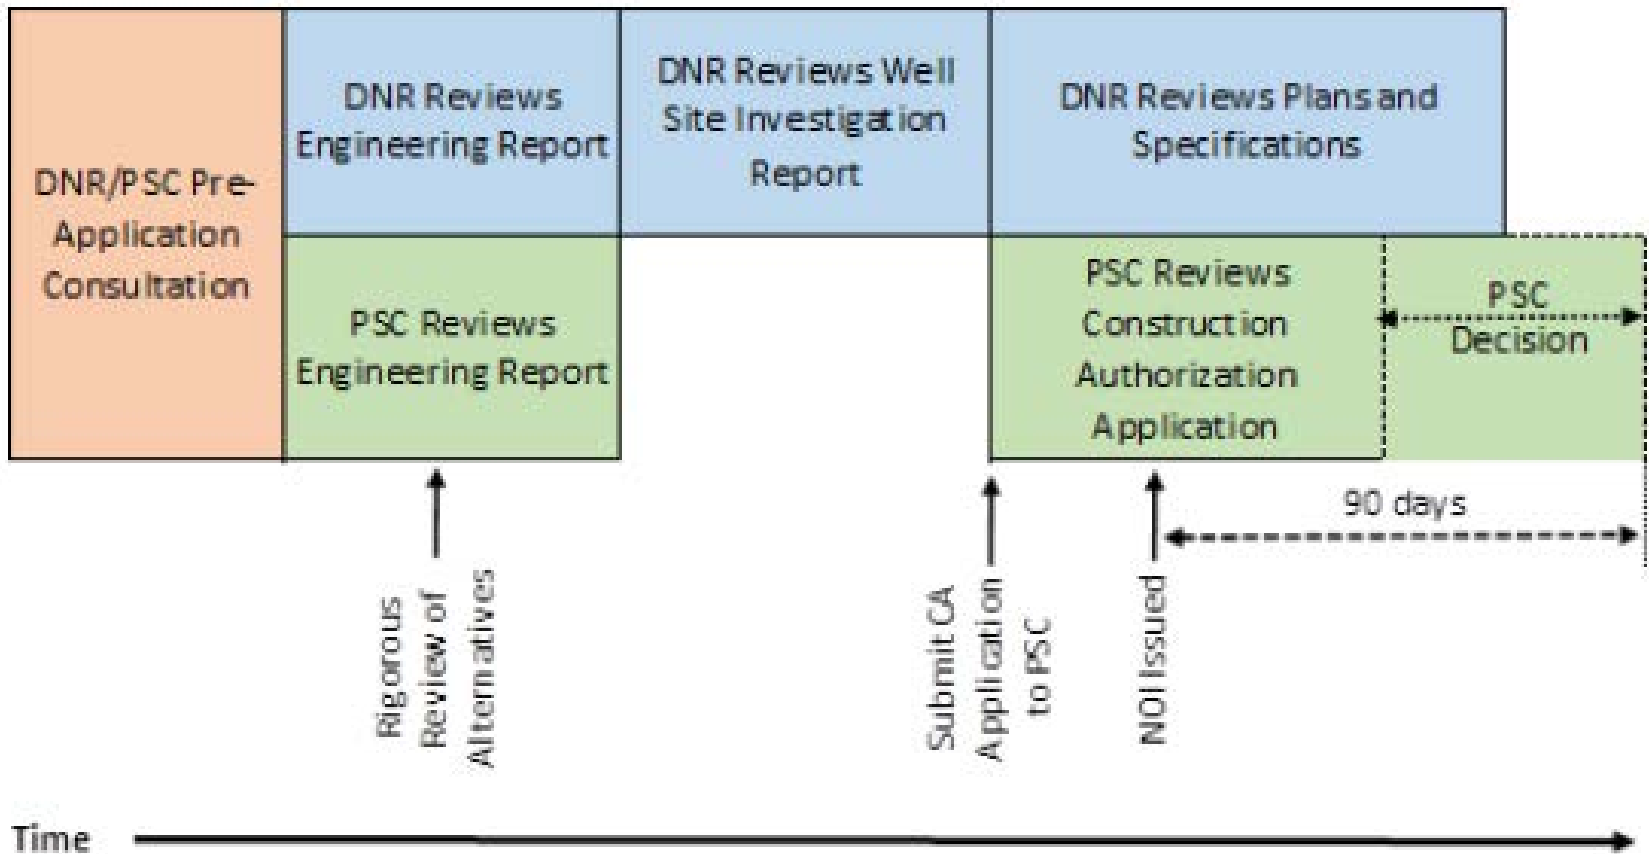 DNR/PSC Pre-
Application
Consultation
DNR Reviews
Engineering Report
DNR Reviews Well
Site Investigation
Report
DNR Reviews Plans and
Specifications
PSC Reviews
Engineering Report
PSC Reviews
Construction
Authorization
Application
PSC
Decision
90 days
Rigorous
Review of
Alternatives
Submit CA
Application
to PSC
NOI Issued
Time